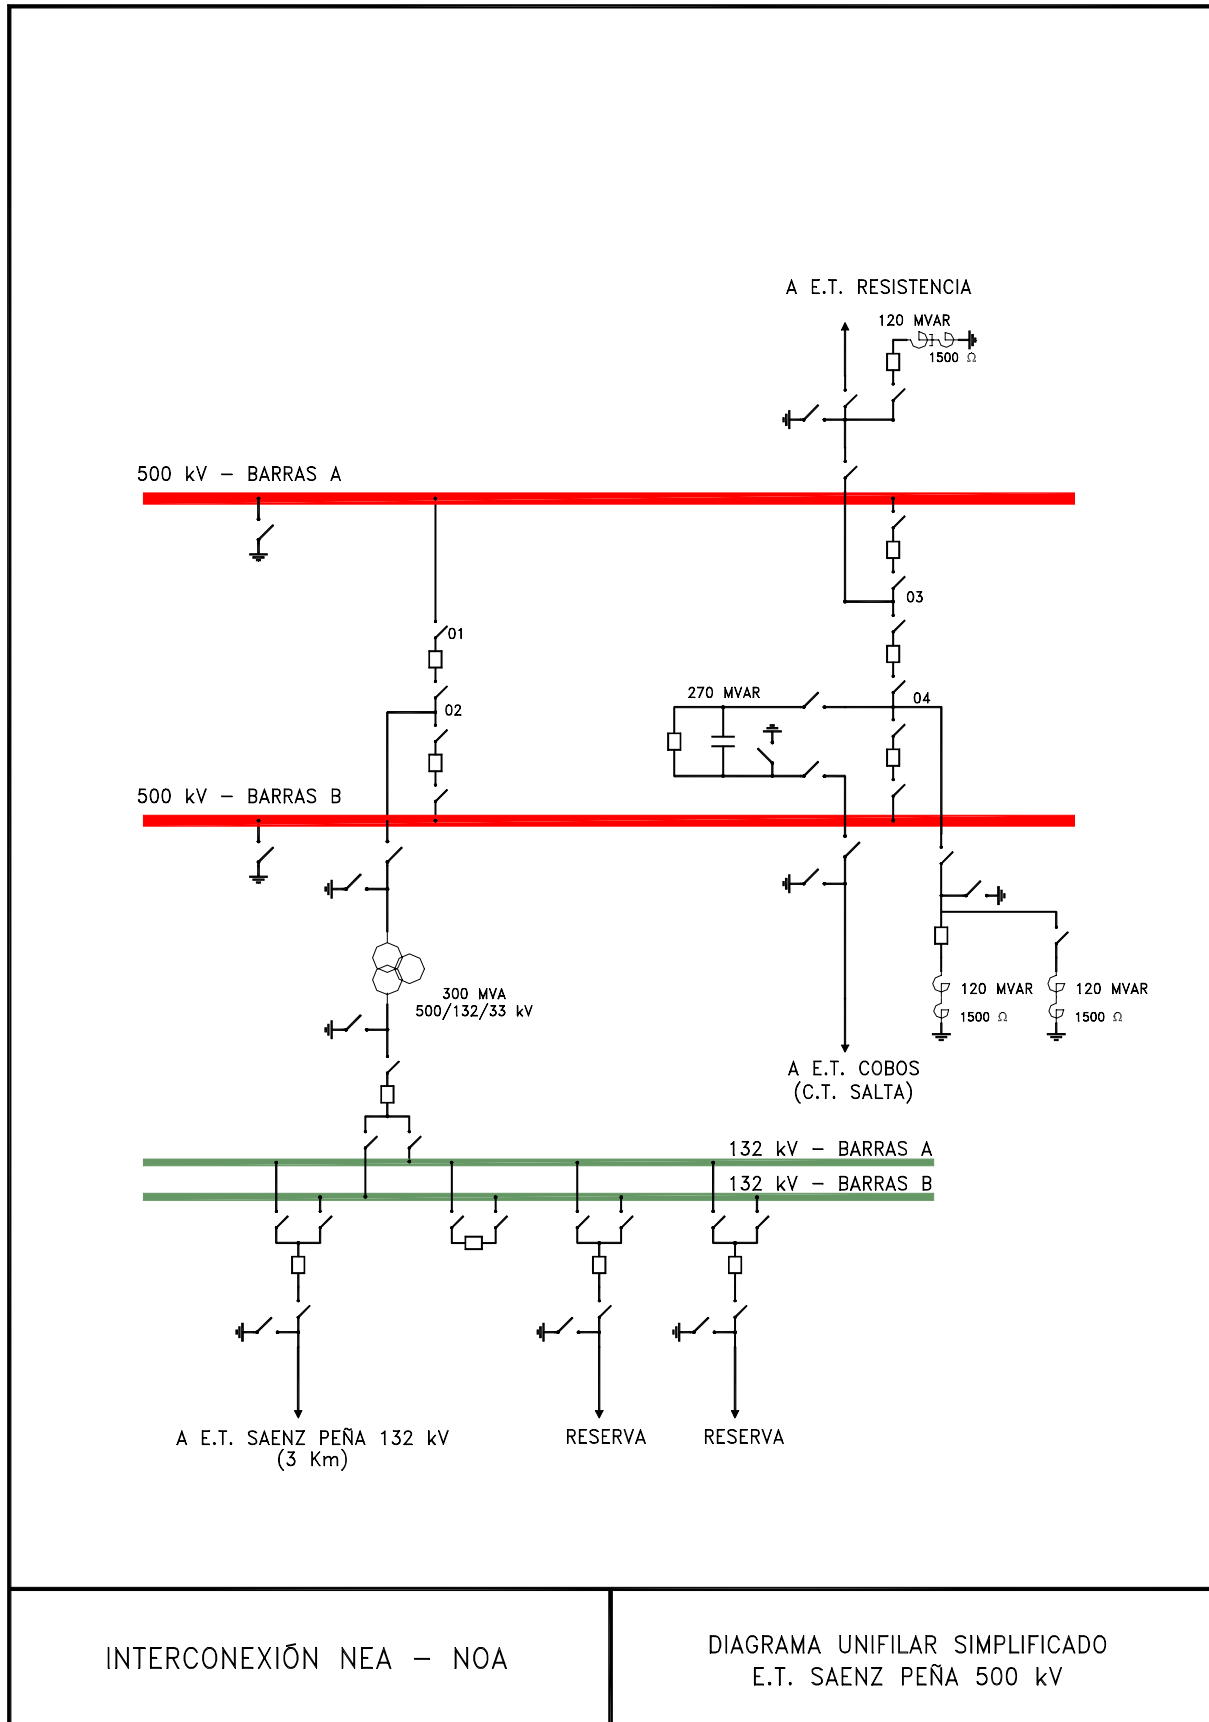 A E.T. RESISTENCIA
120 MVAR
1500 Ω
500 kV – BARRAS A
03
01
270 MVAR
04
02
500 kV – BARRAS B
300 MVA
500/132/33 kV
120 MVAR
1500 Ω
120 MVAR
1500 Ω
A E.T. COBOS
(C.T. SALTA)
132 kV – BARRAS A
132 kV – BARRAS B
A E.T. SAENZ PEÑA 132 kV
(3 Km)
RESERVA
RESERVA
INTERCONEXIÓN NEA – NOA
DIAGRAMA UNIFILAR SIMPLIFICADO
E.T. SAENZ PEÑA 500 kV